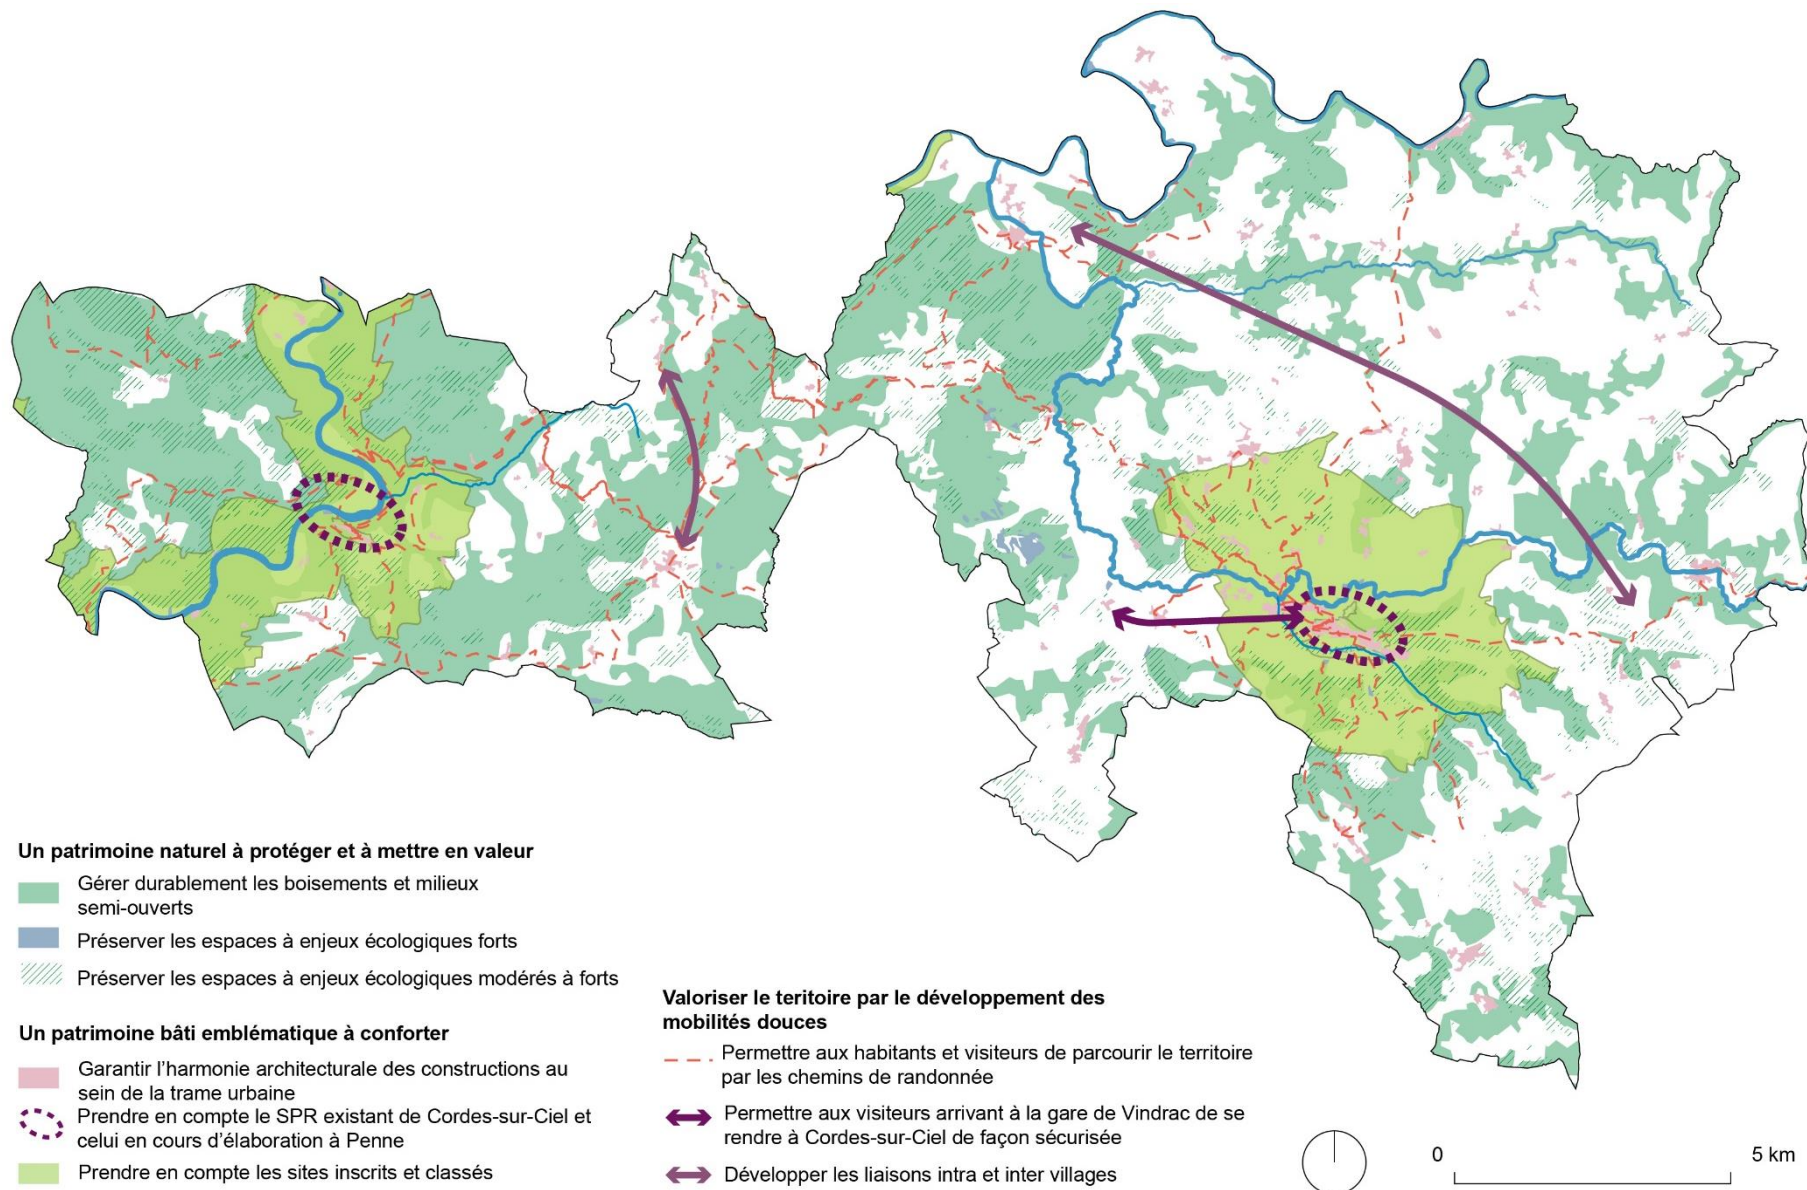 Un patrimoine naturel à protéger et à mettre en valeur
Gérer durablement les boisements et milieux
semi-ouverts
Préserver les espaces à enjeux écologiques forts
Préserver les espaces à enjeux écologiques modérés à forts
Un patrimoine bâti emblématique à conforter
Garantir l'harmonie architecturale des constructions au
sein de la trame urbaine
Prendre en compte le SPR existant de Cordes-sur-Ciel et
celui en cours d'élaboration à Penne
Prendre en compte les sites inscrits et classés
Valoriser le teritoire par le développement des
mobilités douces
Permettre aux habitants et visiteurs de parcourir le territoire
par les chemins de randonnée
Permettre aux visiteurs arrivant à la gare de Vindrac de se
rendre à Cordes-sur-Ciel de façon sécurisée
Développer les liaisons intra et inter villages
0 5 km